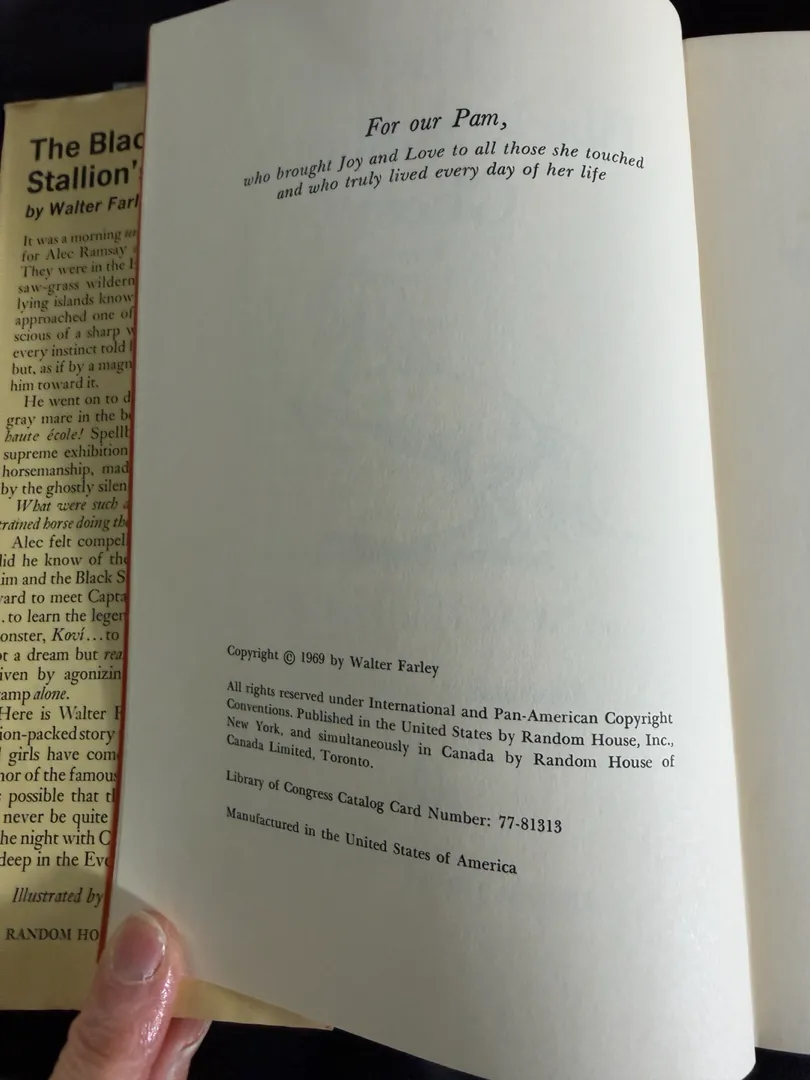 The Blac
Stallion'
by Walter Farl
It was a morning
for Alec Ramsay
They were in the
saw-grass wildern
lying islands know
approached one of
scious of a sharp
every instinct told
but, as if by a magn
him toward it.
He went on to d
gray mare in the b
haute école! Spellb
supreme exhibition
horsemanship, mad
by the ghostly silen
What were such a
trained horse doing the
Alec felt compel
did he know of the
im and the Black S
ard to meet Capta
. to learn the legen
onster, Koví...to
t a dream but rea
iven by agonizin
amp alone.
Here is Walter F
ion-packed story
girls have com
nor of the famous
possible that t
never be quite
he night with C
deep in the Eve
Illustrated by
RANDOM HO
For our Pam,
who brought Joy and Love to all those she touched
and who truly lived every day of her life
Copyright © 1969 by Walter Farley
All rights reserved under International and Pan-American Copyright
Conventions. Published in the United States by Random House, Inc.,
New York, and simultaneously in Canada by Random House of
Canada Limited, Toronto.
Library of Congress Catalog Card Number: 77-81313
Manufactured in the United States of America